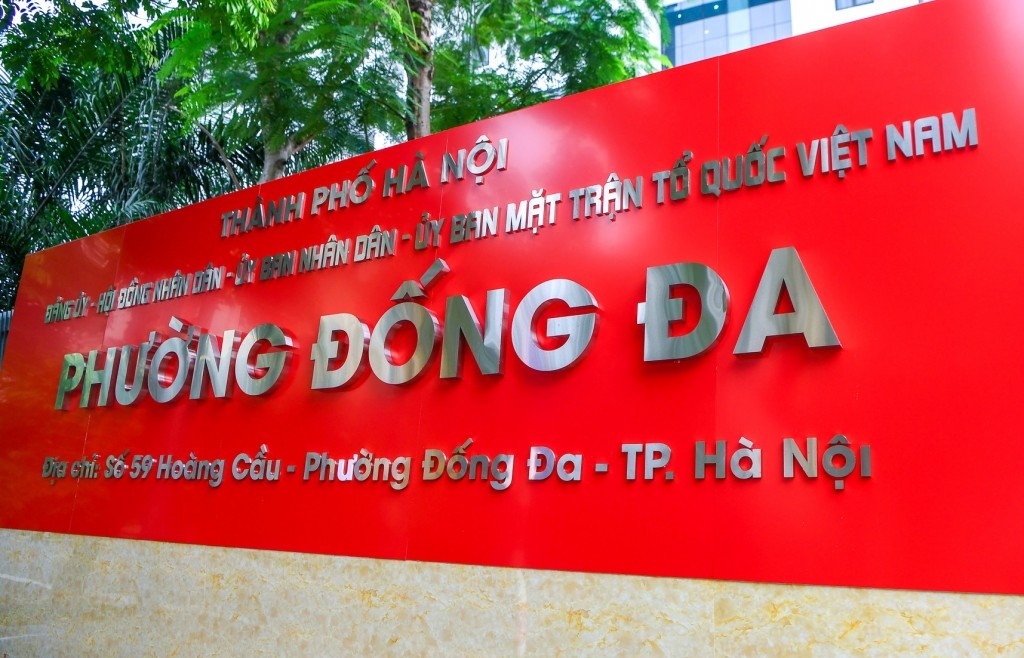 THÀNH PHỐ HÀ NỘI
ĐẢNG ỦY - HỘI ĐỒNG NHÂN DÂN - ỦY BAN NHÂN DÂN - ỦY BAN MẶT TRẬN TỔ QUỐC VIỆT NAM
PHƯỜNG ĐỐNG ĐA
Địa chỉ: Số 59 Hoàng Cầu - Phường Đống Đa - TP. Hà Nội